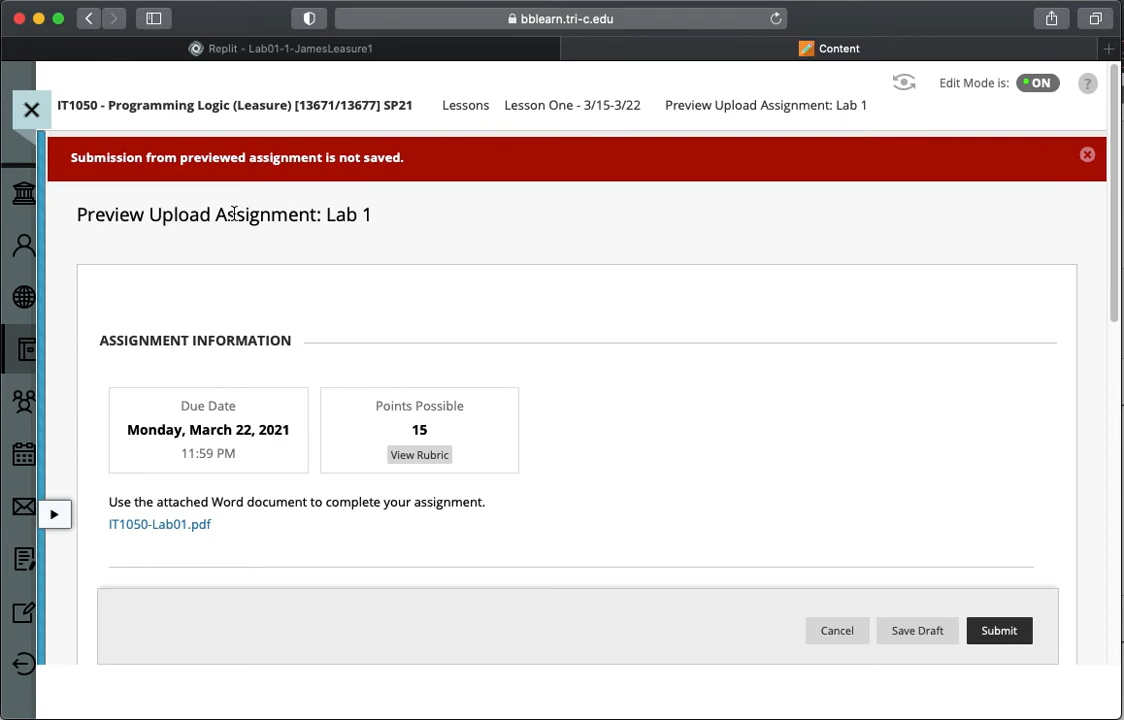 bblearn.tri-c.edu
Replit - Lab01-1-JamesLeasure1
Content
Edit Mode is: ON ?
IT1050 - Programming Logic (Leasure) [13671/13677] SP21 Lessons Lesson One - 3/15-3/22 Preview Upload Assignment: Lab 1
Submission from previewed assignment is not saved.
Preview Upload Assignment: Lab 1
ASSIGNMENT INFORMATION
Due Date
Monday, March 22, 2021
11:59 PM
Points Possible
15
View Rubric
Use the attached Word document to complete your assignment.
IT1050-Lab01.pdf
Cancel Save Draft Submit